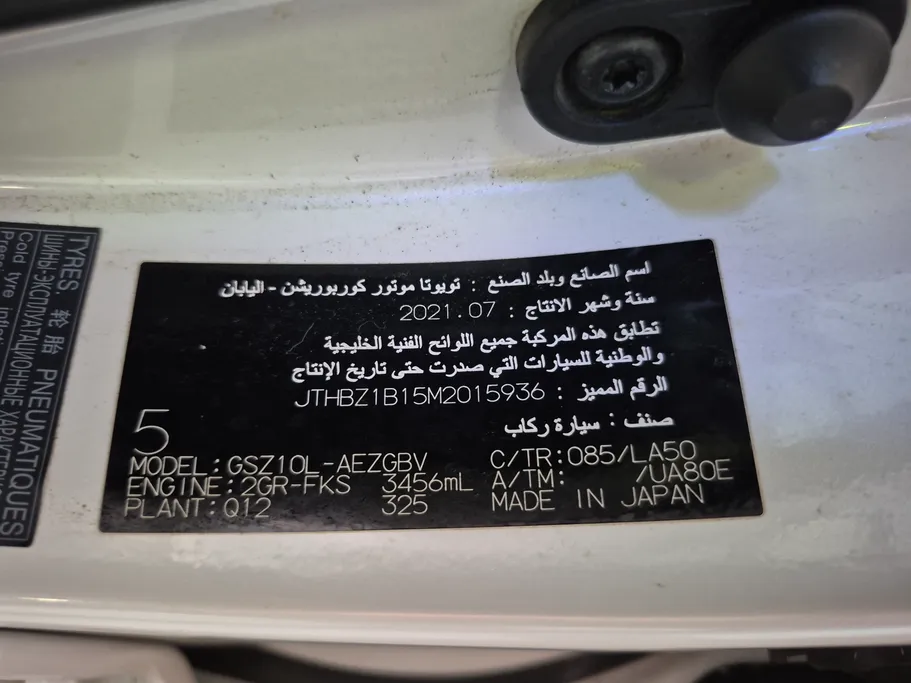 TYRES. 轮胎 PNEUMATIQUES
ШИНЫ-ЭКСПЛУАТАЦИОННЫЕ
Cold tyre
اسم الصانع وبلد الصنع : تويوتا موتور كوربوريشن - اليابان
سنة وشهر الانتاج : 2021.07
تطابق هذه المركبة جميع اللوائح الفنية الخليجية
والوطنية للسيارات التي صدرت حتى تاريخ الإنتاج
الرقم المميز : JTHBZ1B15M2015936
صنف : سيارة ركاب
5
MODEL:GSZ10L-AEZGBV C/TR:085/LA50
ENGINE:2GR-FKS 3456mL A/TM: /UA80E
PLANT:Q12 325 MADE IN JAPAN